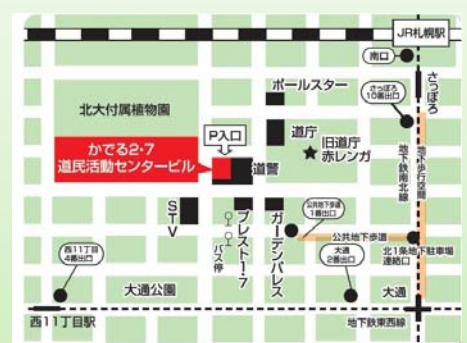 JR札幌駅
南口
さっぽろ
ポールスター
さっぽろ
10番出口
北大付属植物園
P入口
道庁
旧道庁
赤レンガ
かでる2・7
道民活動センタービル
道警
地下鉄南北線
地下歩行空間
STV
バス停
プレスト1・7
ガーデンパレス
公共地下歩道
1番出口
公共地下歩道
北1条地下駐車場
連絡口
西11丁目
4番出口
大通公園
大通
2番出口
大通
西11丁目駅
地下鉄東西線